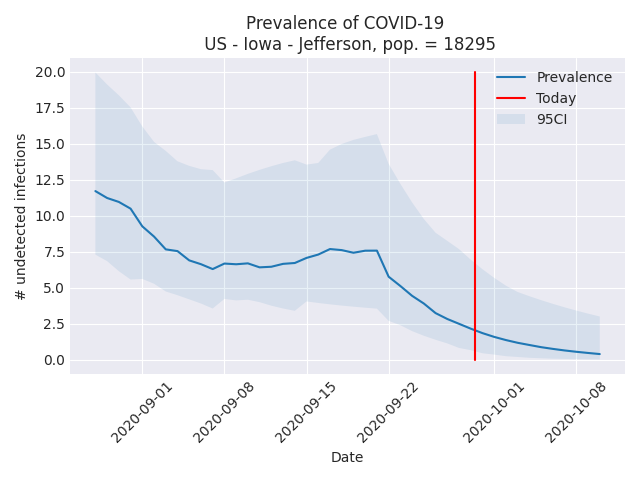 Prevalence of COVID-19
US - Iowa - Jefferson, pop. = 18295
20.0
17.5
15.0
12.5
10.0
7.5
5.0
2.5
0.0
# undetected infections
Prevalence
Today
95CI
2020-09-01
2020-09-08
2020-09-15
2020-09-22
2020-10-01
2020-10-08
Date